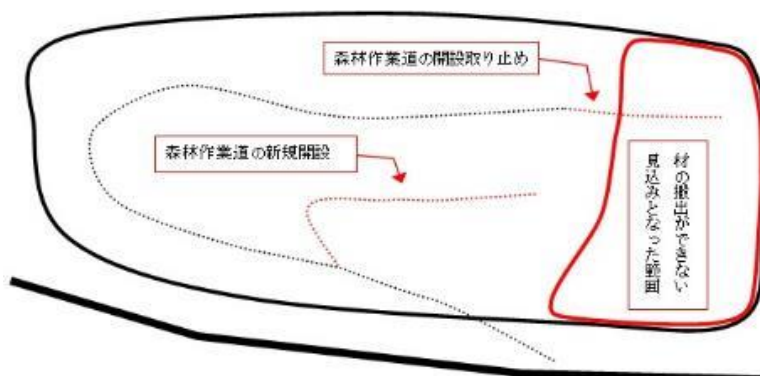 森林作業道の開設取り止め
森林作業道の新規開設
材の搬出ができない
見込みとなった範囲